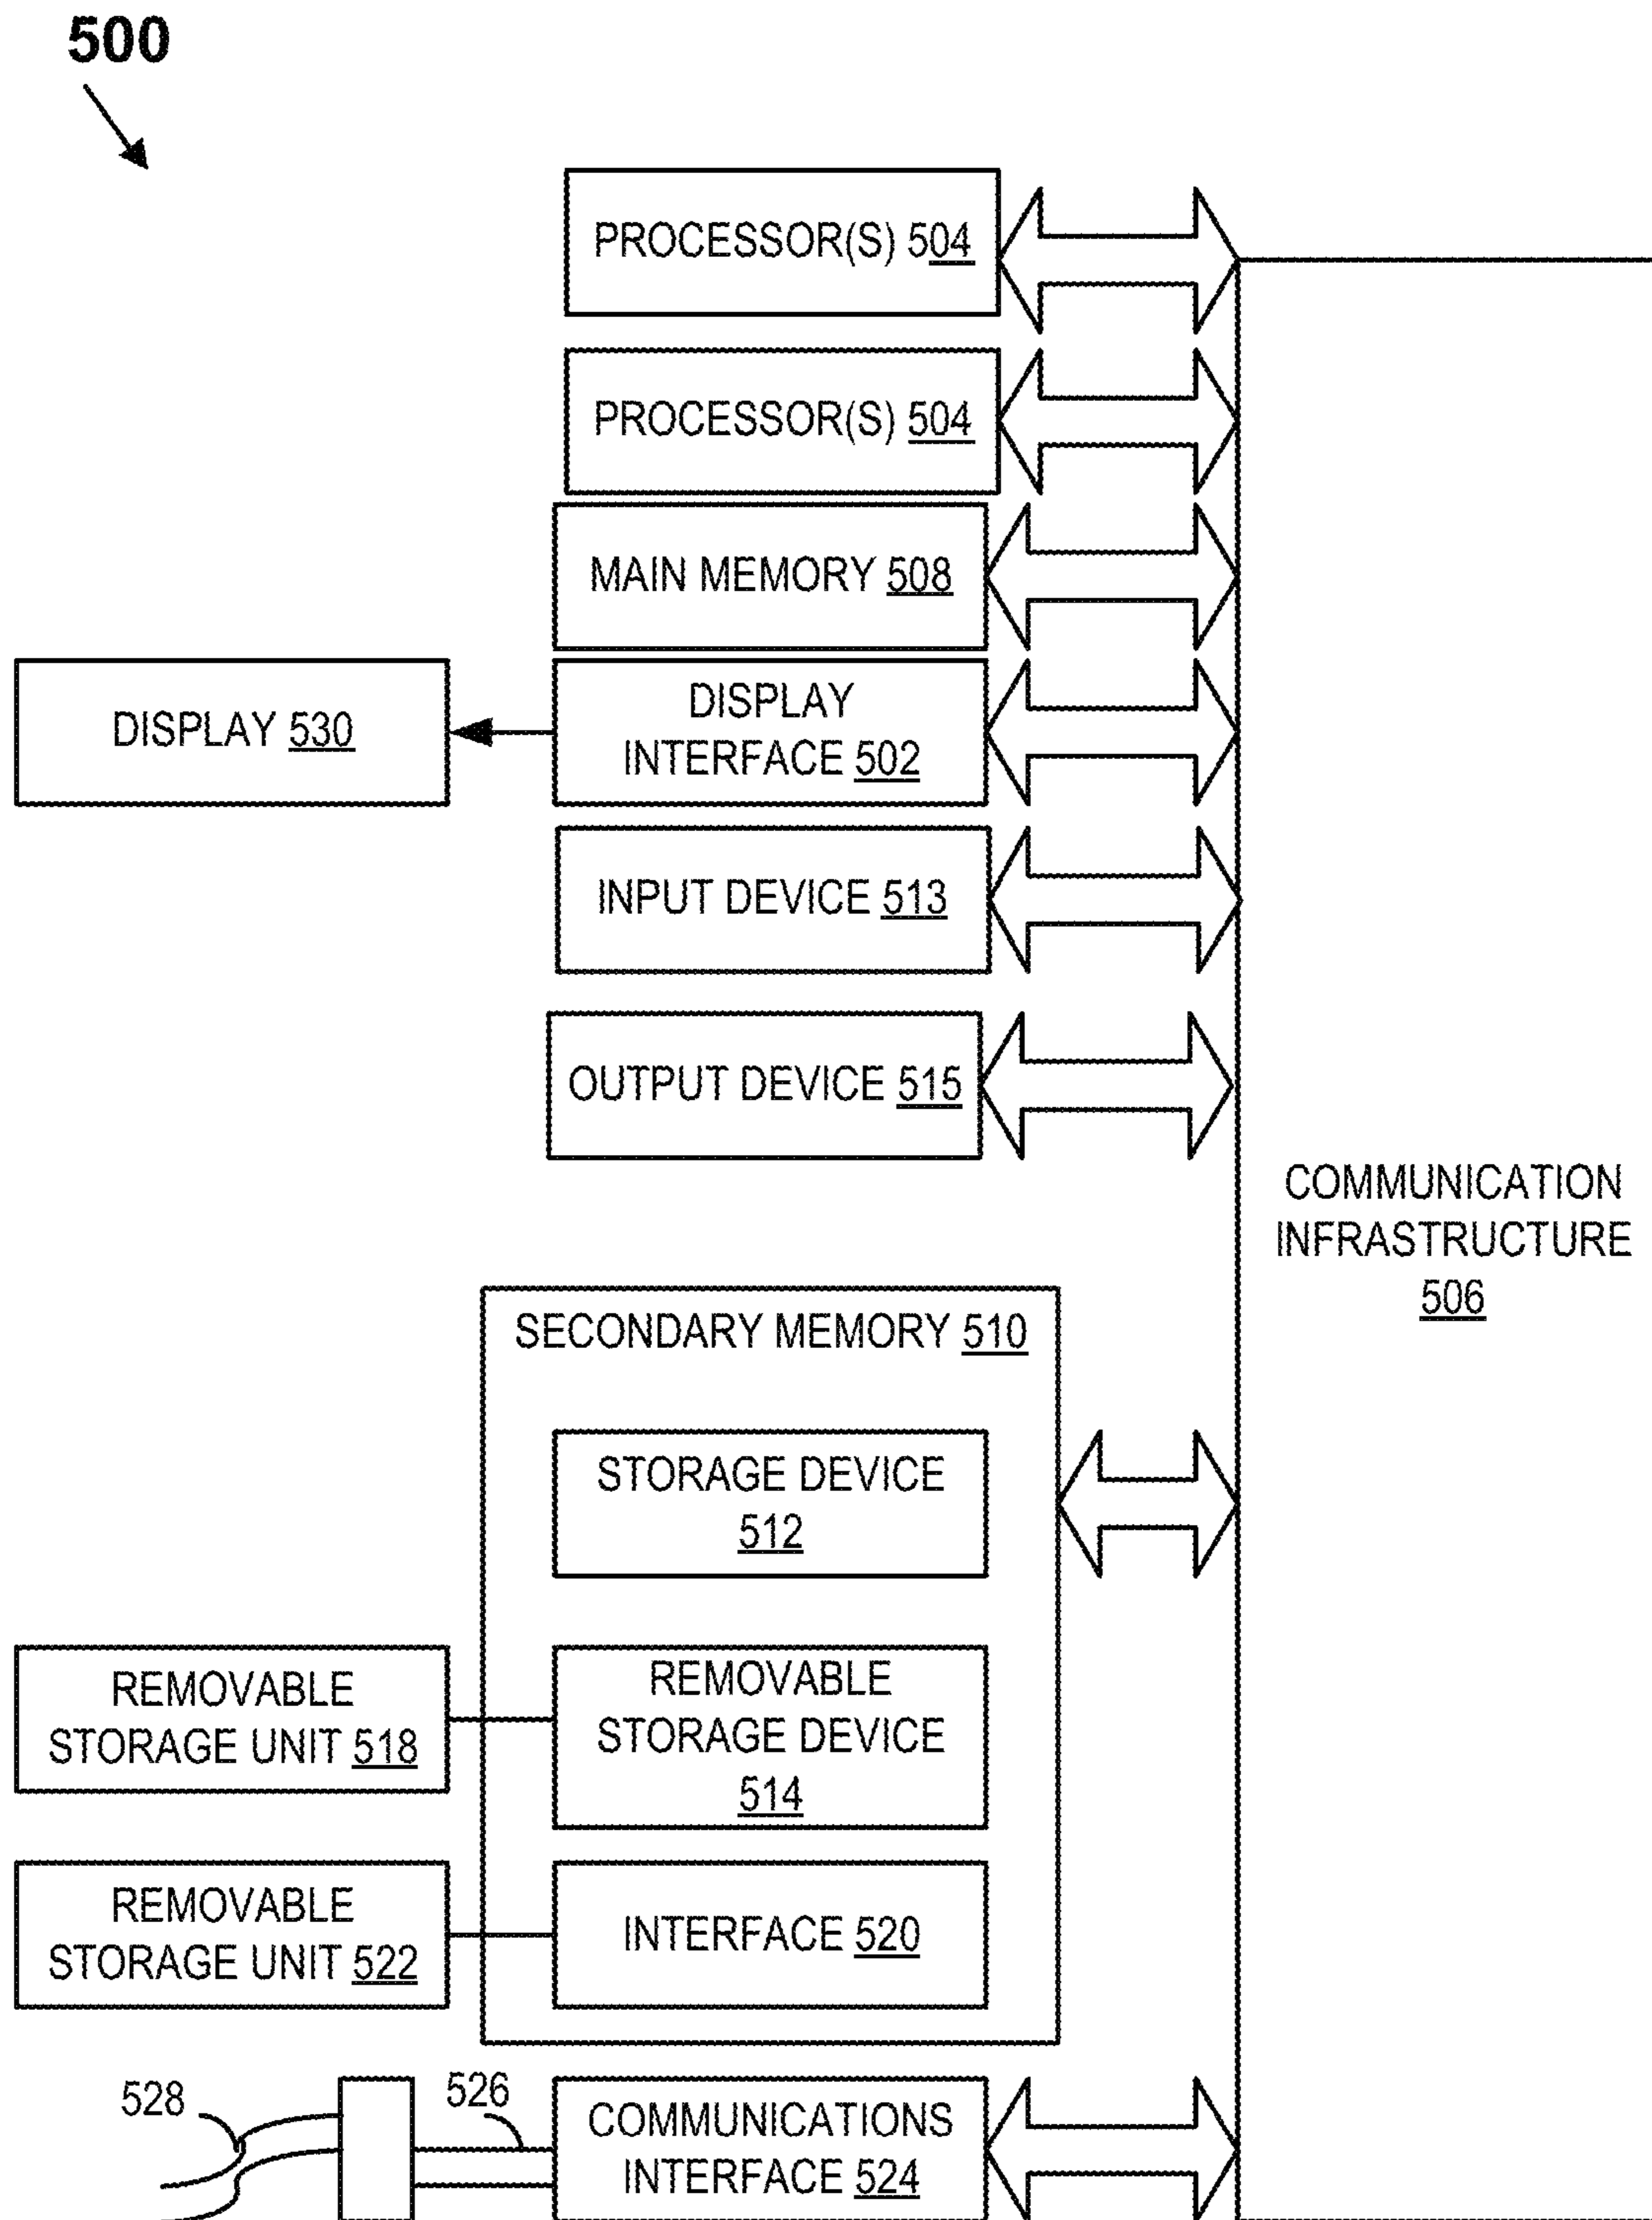 500
PROCESSOR(S) 504
PROCESSOR(S) 504
MAIN MEMORY 508
DISPLAY 530
DISPLAY
INTERFACE 502
INPUT DEVICE 513
OUTPUT DEVICE 515
COMMUNICATION
INFRASTRUCTURE
506
SECONDARY MEMORY 510
STORAGE DEVICE
512
REMOVABLE
STORAGE UNIT 518
REMOVABLE
STORAGE DEVICE
514
REMOVABLE
STORAGE UNIT 522
INTERFACE 520
528
526
COMMUNICATIONS
INTERFACE 524